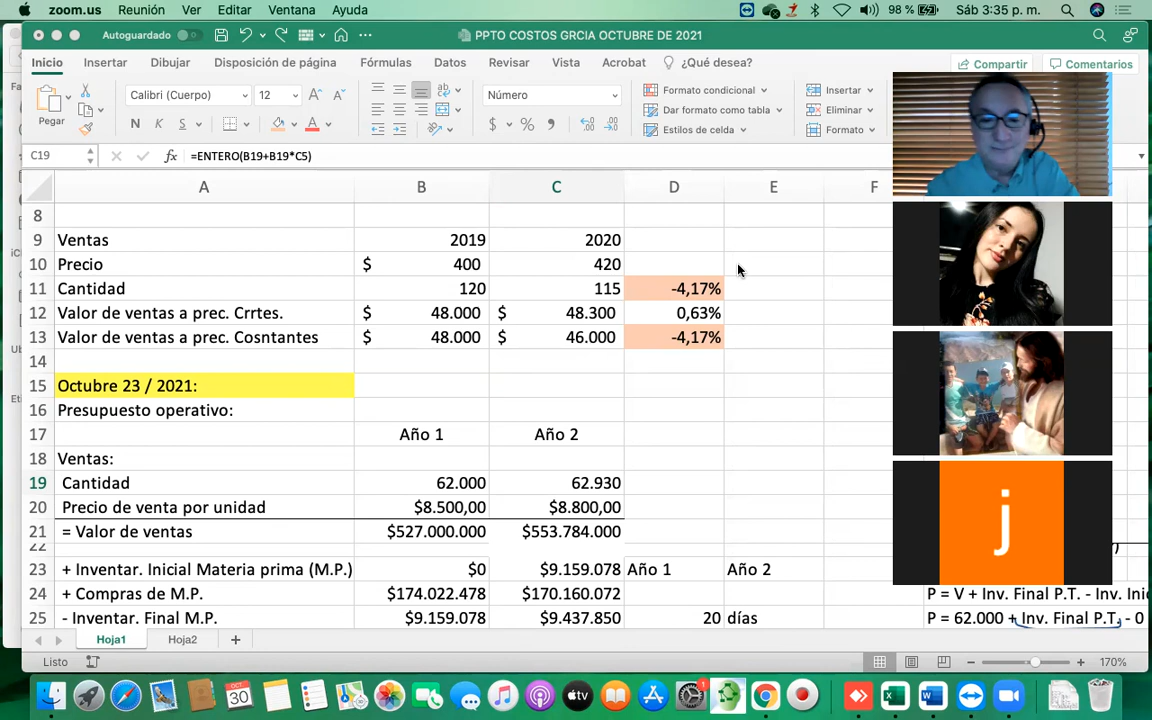 zoom.us Reunión Ver Editar Ventana Ayuda 98 % Sáb 3:35 p. m.
Autoguardado PPTO COSTOS GRCIA OCTUBRE DE 2021
Inicio Insertar Dibujar Disposición de página Fórmulas Datos Revisar Vista Acrobat ¿Qué desea? Compartir Comentarios
Pegar Calibri (Cuerpo) 12 Número Formato condicional Insertar
N K S $ % Dar formato como tabla Eliminar
Estilos de celda Formato
C19 fx =ENTERO(B19+B19*C5)
A B C D E F
8
9 Ventas 2019 2020
10 Precio $ 400 420
11 Cantidad 120 115 -4,17%
12 Valor de ventas a prec. Crrtes. $ 48.000 $ 48.300 0,63%
13 Valor de ventas a prec. Cosntantes $ 48.000 $ 46.000 -4,17%
14
15 Octubre 23 / 2021:
16 Presupuesto operativo:
17 Año 1 Año 2
18 Ventas:
19 Cantidad 62.000 62.930
20 Precio de venta por unidad $8.500,00 $8.800,00
21 = Valor de ventas $527.000.000 $553.784.000
22
23 + Inventar. Inicial Materia prima (M.P.) $0 $9.159.078 Año 1 Año 2
24 + Compras de M.P. $174.022.478 $170.160.072 P = V + Inv. Final P.T. - Inv. Inic
25 - Inventar. Final M.P. $9.159.078 $9.437.850 20 días P = 62.000 + Inv. Final P.T. - 0
j
Hoja1 Hoja2 +
Listo 170%
OCT 30 tv 1